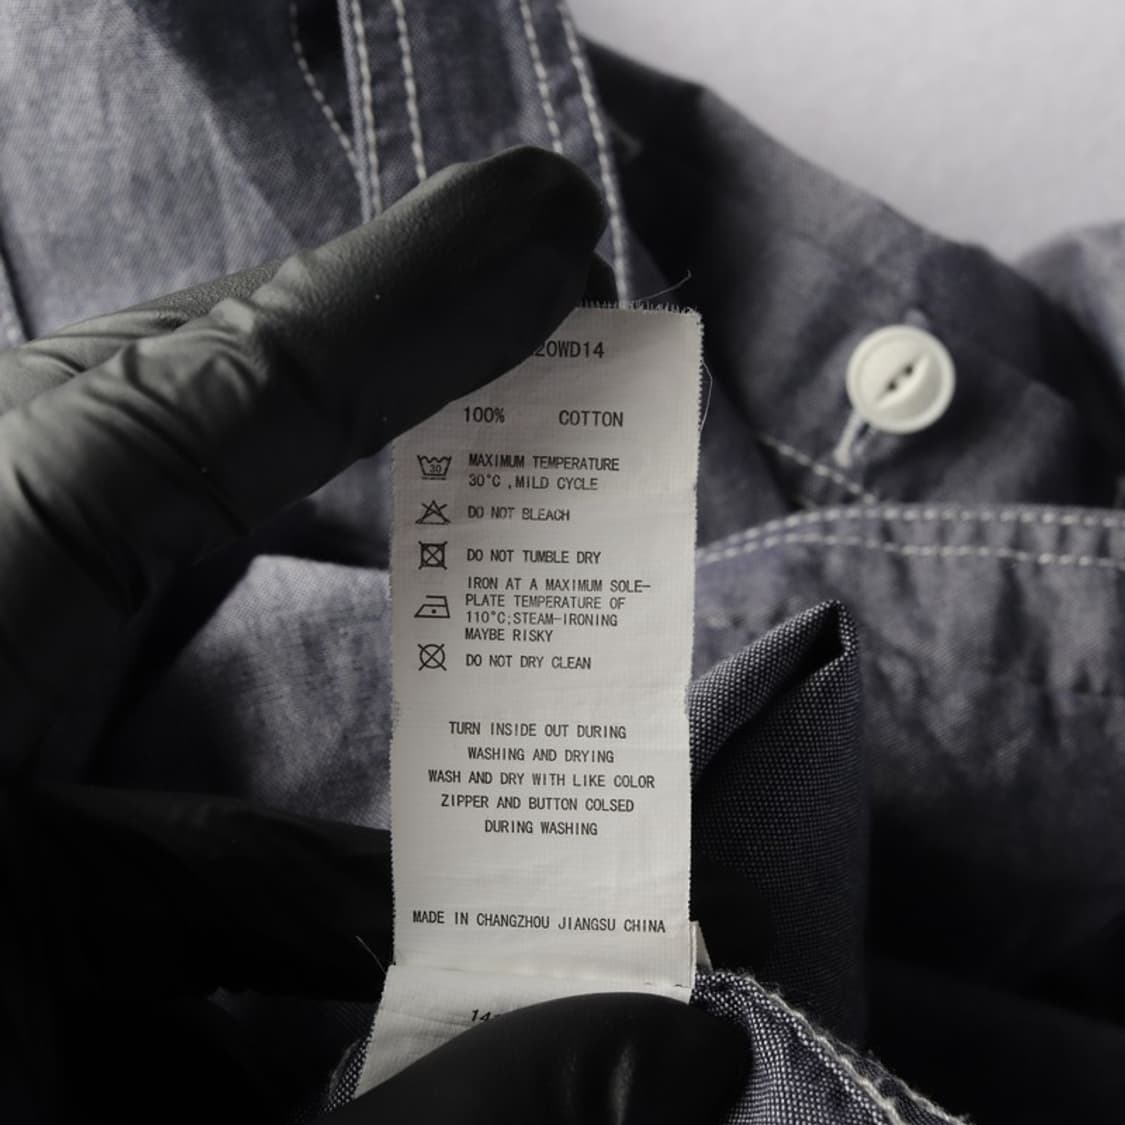 20WD14
100% COTTON
30
MAXIMUM TEMPERATURE
30°C ,MILD CYCLE
DO NOT BLEACH
DO NOT TUMBLE DRY
IRON AT A MAXIMUM SOLE-
PLATE TEMPERATURE OF
110°C;STEAM-IRONING
MAYBE RISKY
DO NOT DRY CLEAN
TURN INSIDE OUT DURING
WASHING AND DRYING
WASH AND DRY WITH LIKE COLOR
ZIPPER AND BUTTON COLSED
DURING WASHING
MADE IN CHANGZHOU JIANGSU CHINA